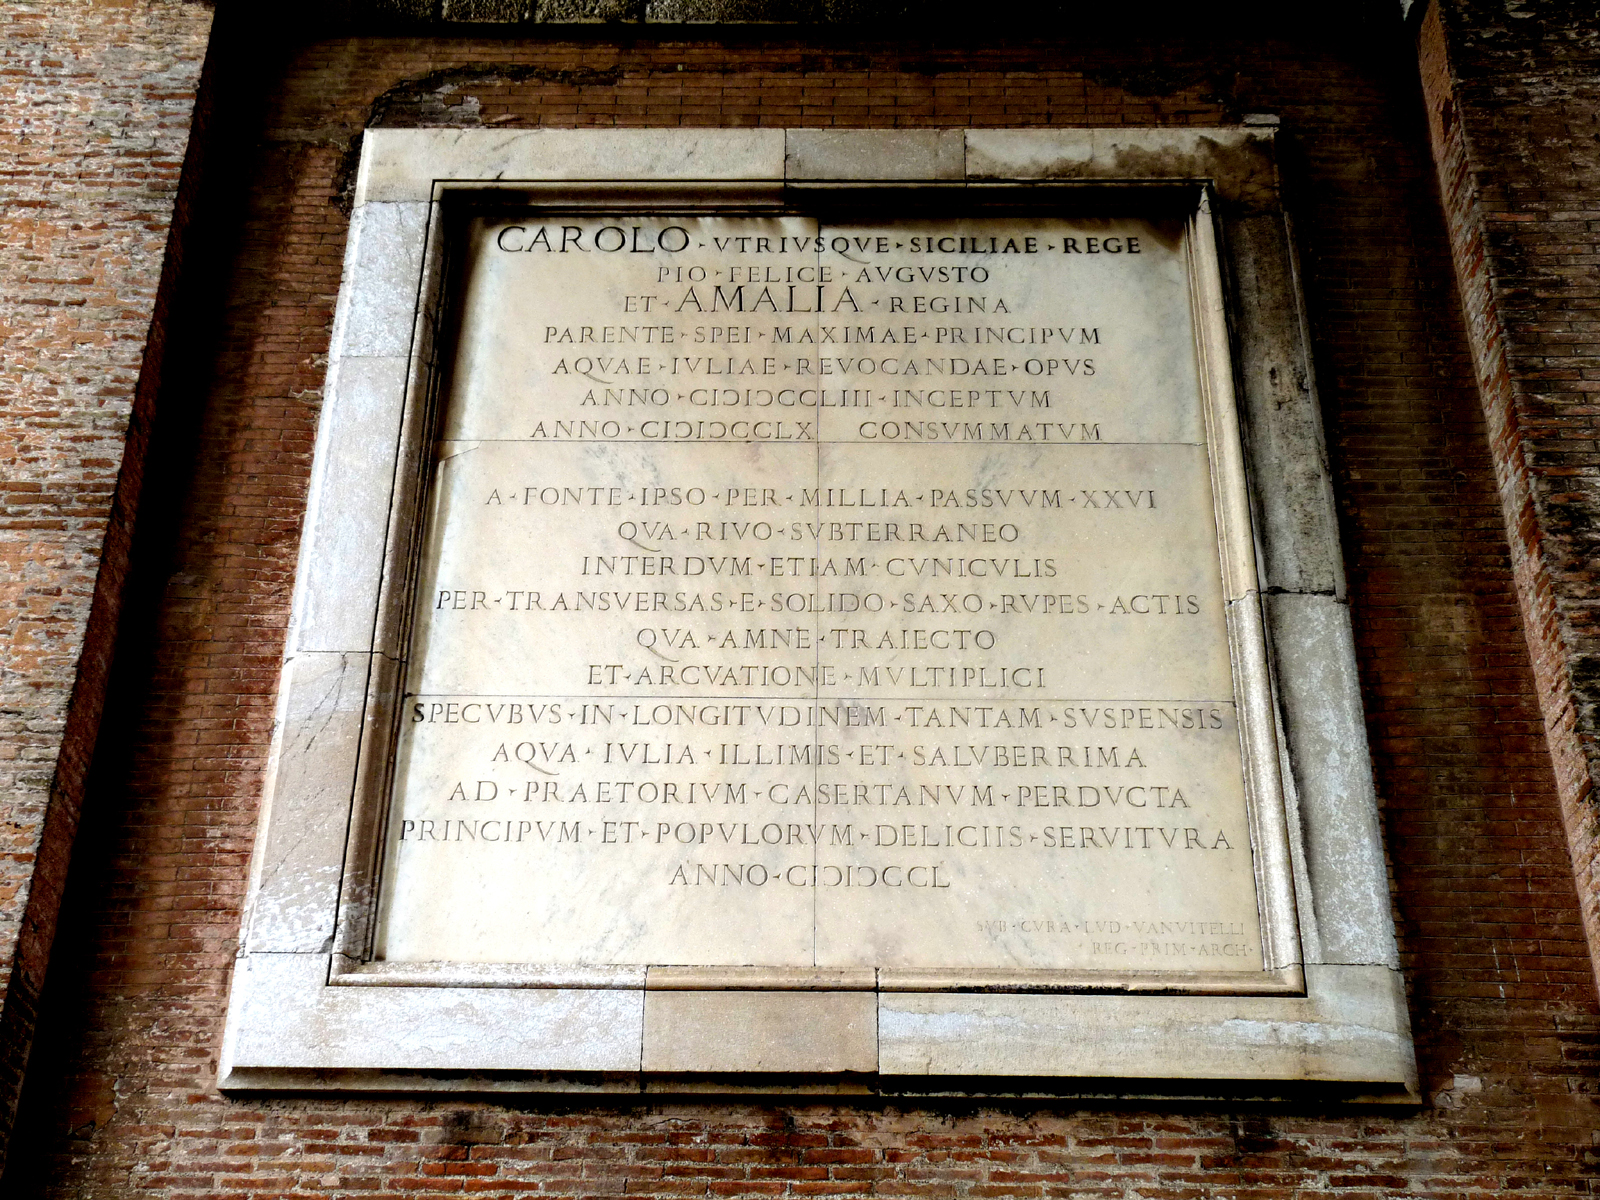 CAROLO · VTRIVSQVE · SICILIAE · REGE
PIO · FELICE · AVGVSTO
ET · AMALIA · REGINA
PARENTE · SPEI · MAXIMAE · PRINCIPVM
AQVAE · IVLIAE · REVOCANDAE · OPVS
ANNO · CIƆIƆCCLIII · INCEPTVM
ANNO · CIƆIƆCCLX CONSVMMATVM
A · FONTE · IPSO · PER · MILLIA · PASSVVM · XXVI
QVA · RIVO · SVBTERRANEO
INTERDVM · ETIAM · CVNICVLIS
PER · TRANSVERSAS · E · SOLIDO · SAXO · RVPES · ACTIS
QVA · AMNE · TRAIECTO
ET · ARCVATIONE · MVLTIPLICI
SPECVBVS · IN · LONGITVDINEM · TANTAM · SVSPENSIS
AQVA · IVLIA · ILLIMIS · ET · SALVBERRIMA
AD · PRAETORIVM · CASERTANVM · PERDVCTA
PRINCIPVM · ET · POPVLORVM · DELICIIS · SERVITVRA
ANNO · CIƆIƆCCL
SVB · CVRA · LVD · VANVITELLI
REG · PRIM · ARCH ·